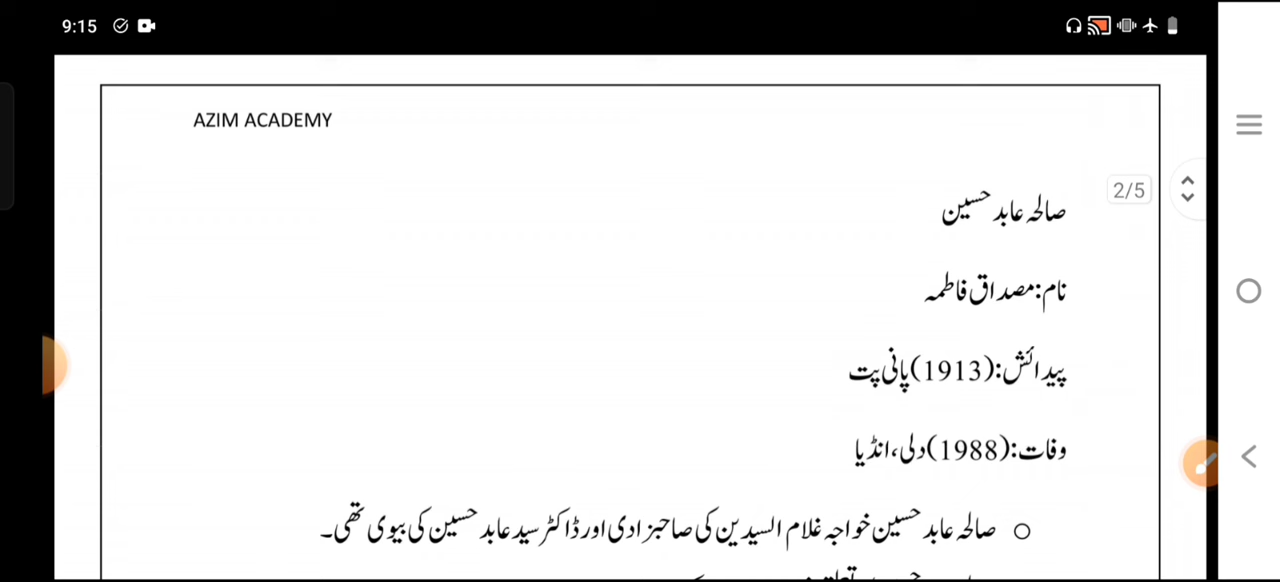 9:15
AZIM ACADEMY
2/5
صالحہ عابد حسین
نام:مصداق فاطمہ
پیدائش:(1913)پانی پت
وفات:(1988)دلی،انڈیا
صالحہ عابد حسین خواجہ غلام السیدین کی صاحبزادی اور ڈاکٹر سید عابد حسین کی بیوی تھی۔